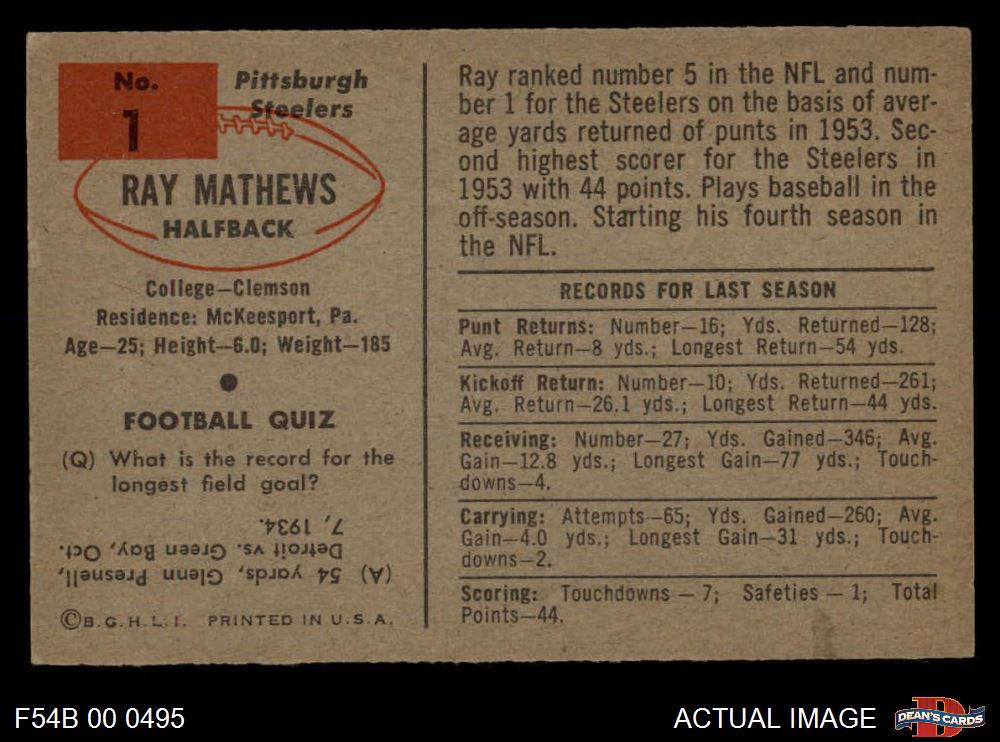 No.
1
Pittsburgh
Steelers
RAY MATHEWS
HALFBACK
College—Clemson
Residence: McKeesport, Pa.
Age—25; Height—6.0; Weight—185
FOOTBALL QUIZ
(Q) What is the record for the
longest field goal?
(A) 54 yards, Glenn Presnell,
Detroit vs. Green Bay, Oct.
7, 1934.
©B.G.H.L.I. PRINTED IN U.S.A.
Ray ranked number 5 in the NFL and num-
ber 1 for the Steelers on the basis of aver-
age yards returned of punts in 1953. Sec-
ond highest scorer for the Steelers in
1953 with 44 points. Plays baseball in the
off-season. Starting his fourth season in
the NFL.
RECORDS FOR LAST SEASON
Punt Returns: Number—16; Yds. Returned—128;
Avg. Return—8 yds.; Longest Return—54 yds.
Kickoff Return: Number—10; Yds. Returned—261;
Avg. Return—26.1 yds.; Longest Return—44 yds.
Receiving: Number—27; Yds. Gained—346; Avg.
Gain—12.8 yds.; Longest Gain—77 yds.; Touch-
downs—4.
Carrying: Attempts—65; Yds. Gained—260; Avg.
Gain—4.0 yds.; Longest Gain—31 yds.; Touch-
downs—2.
Scoring: Touchdowns — 7; Safeties — 1; Total
Points—44.
F54B 00 0495
ACTUAL IMAGE
D
DEAN'S CARDS